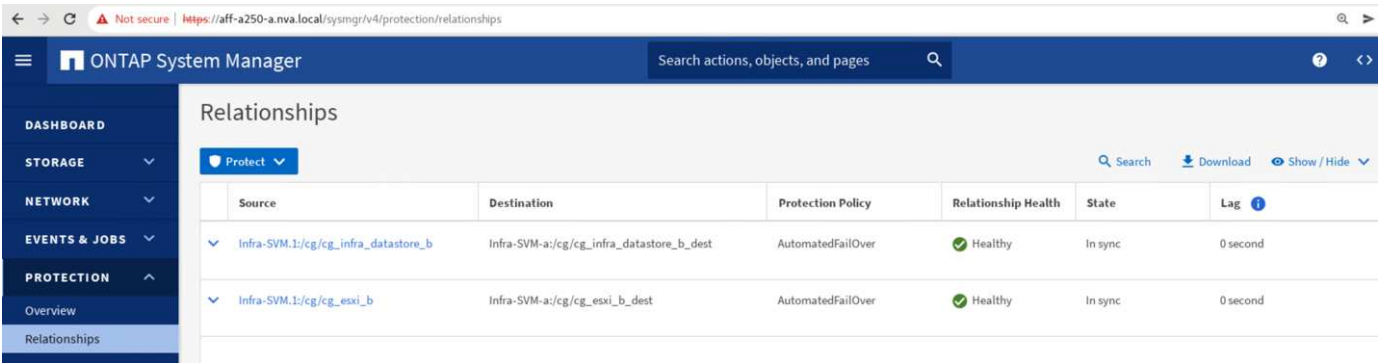 Not secure | https://aff-a250-a.nva.local/sysmgr/v4/protection/relationships
ONTAP System Manager
Search actions, objects, and pages
DASHBOARD
STORAGE
NETWORK
EVENTS & JOBS
PROTECTION
Overview
Relationships
Relationships
Protect
Search Download Show / Hide
Source Destination Protection Policy Relationship Health State Lag
Infra-SVM.1:/cg/cg_infra_datastore_b Infra-SVM-a:/cg/cg_infra_datastore_b_dest AutomatedFailOver Healthy In sync 0 second
Infra-SVM.1:/cg/cg_esxi_b Infra-SVM-a:/cg/cg_esxi_b_dest AutomatedFailOver Healthy In sync 0 second